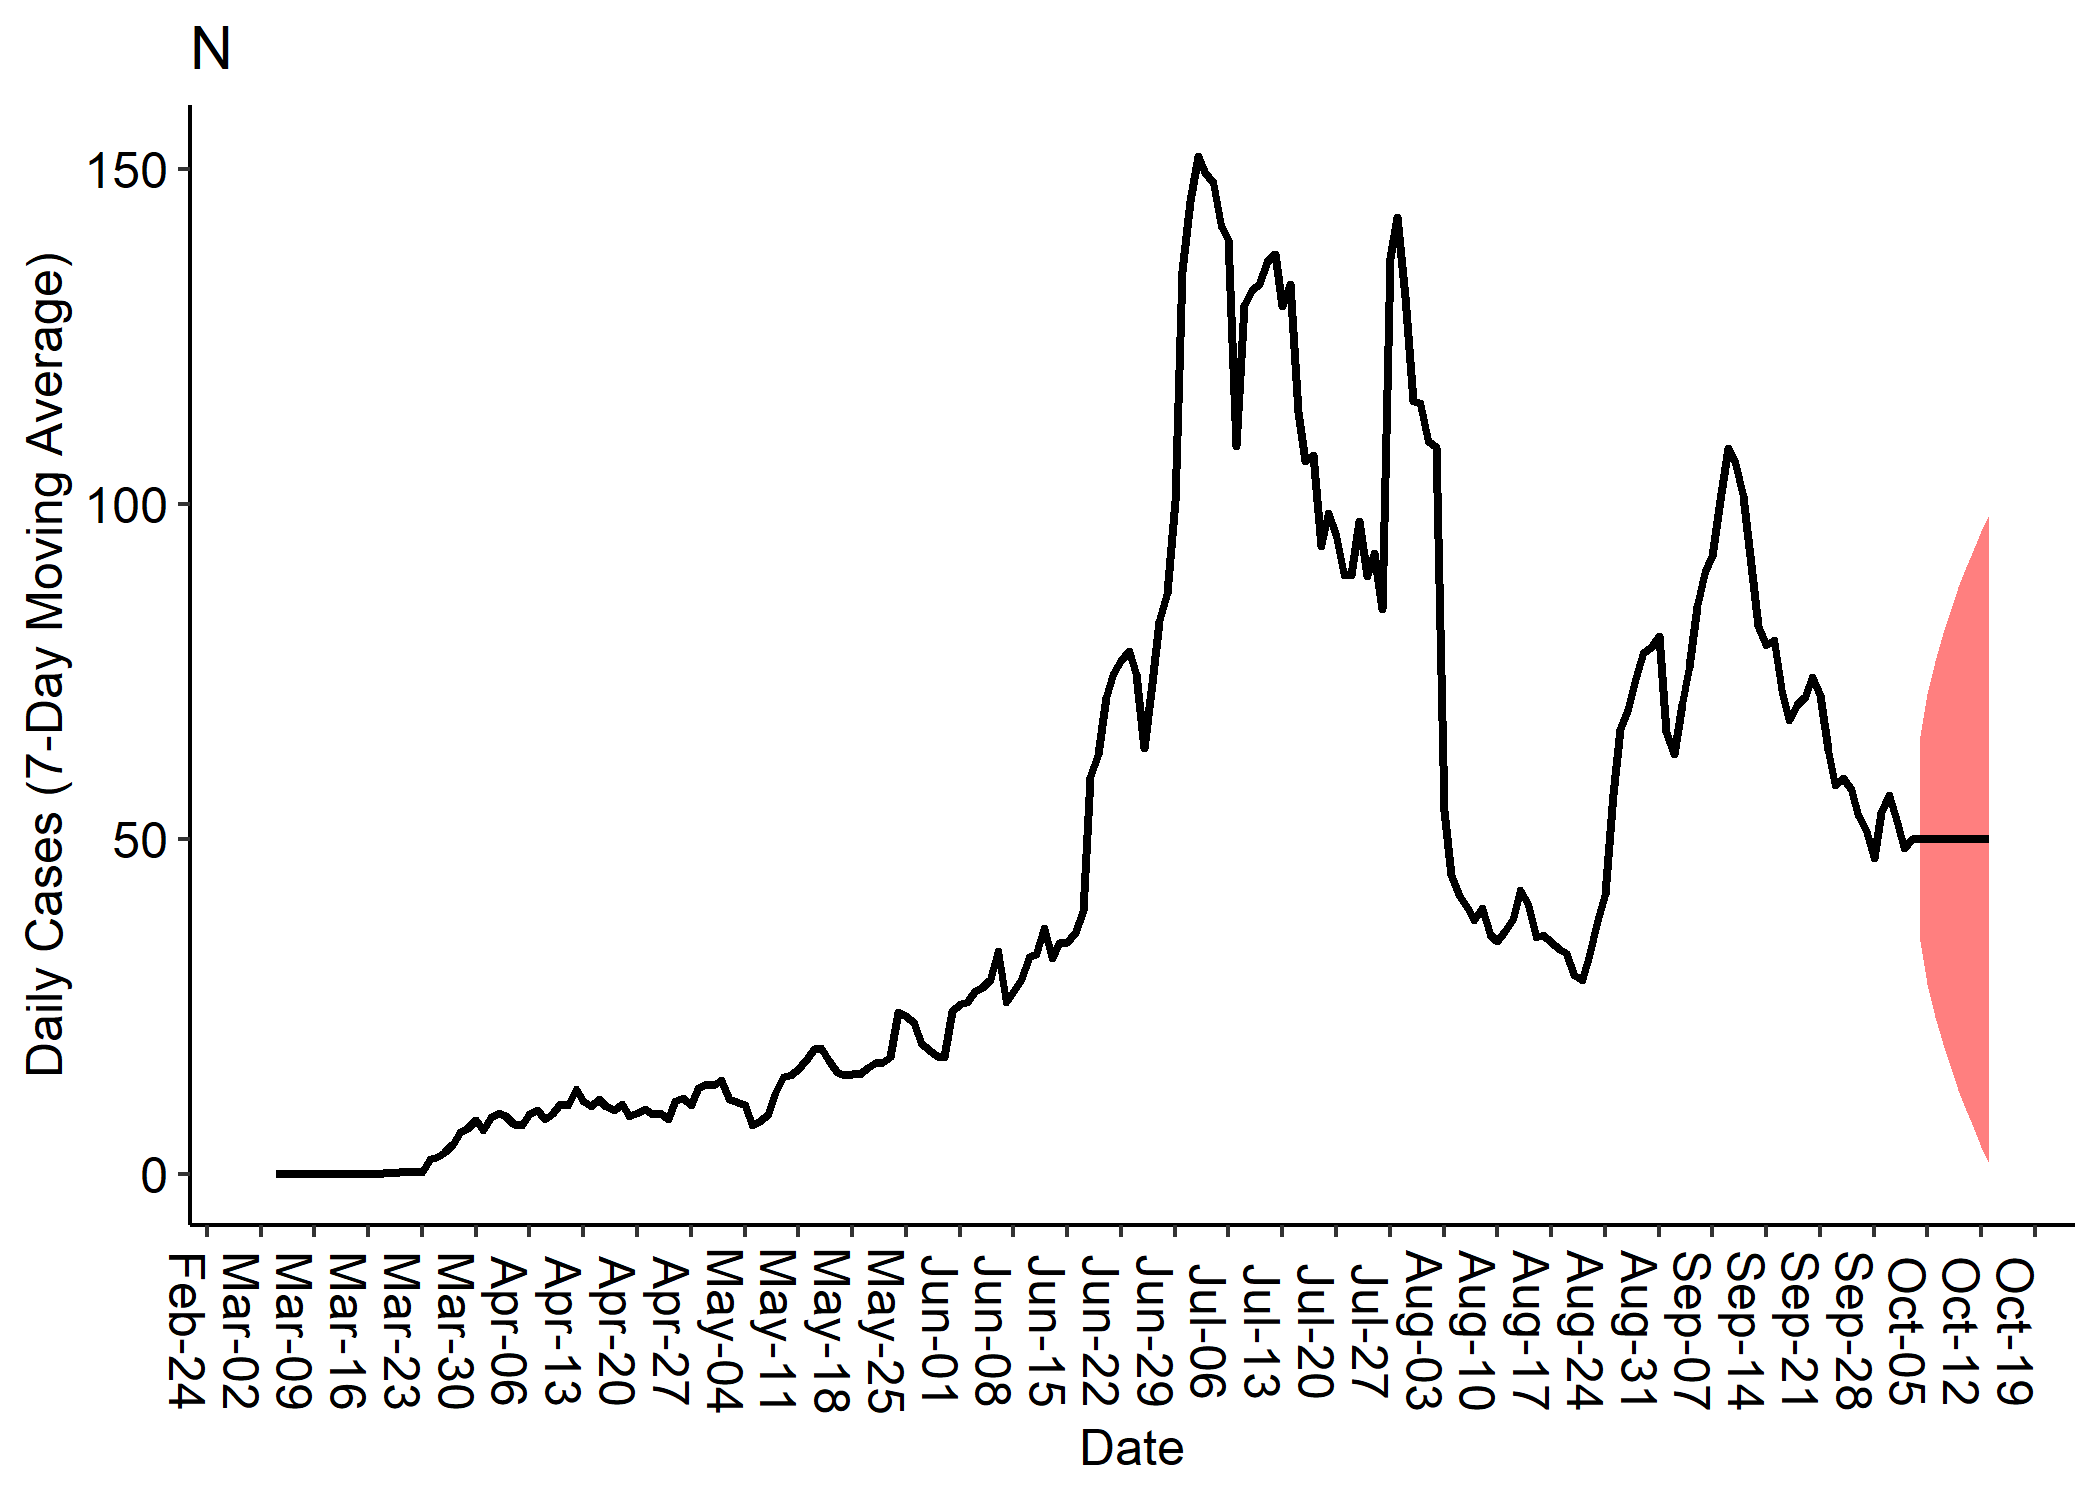 N
Daily Cases (7-Day Moving Average)
150
100
50
0
Feb-24
Mar-02
Mar-09
Mar-16
Mar-23
Mar-30
Apr-06
Apr-13
Apr-20
Apr-27
May-04
May-11
May-18
May-25
Jun-01
Jun-08
Jun-15
Jun-22
Jun-29
Jul-06
Jul-13
Jul-20
Jul-27
Aug-03
Aug-10
Aug-17
Aug-24
Aug-31
Sep-07
Sep-14
Sep-21
Sep-28
Oct-05
Oct-12
Oct-19
Date